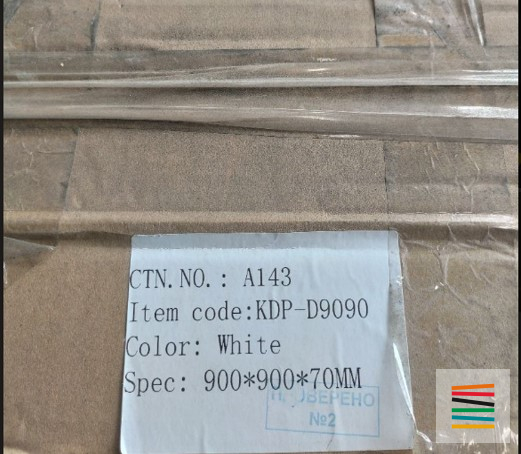 CTN.NO.: A143
Item code:KDP-D9090
Color: White
Spec: 900*900*70MM
ПРОВЕРЕНО
№2